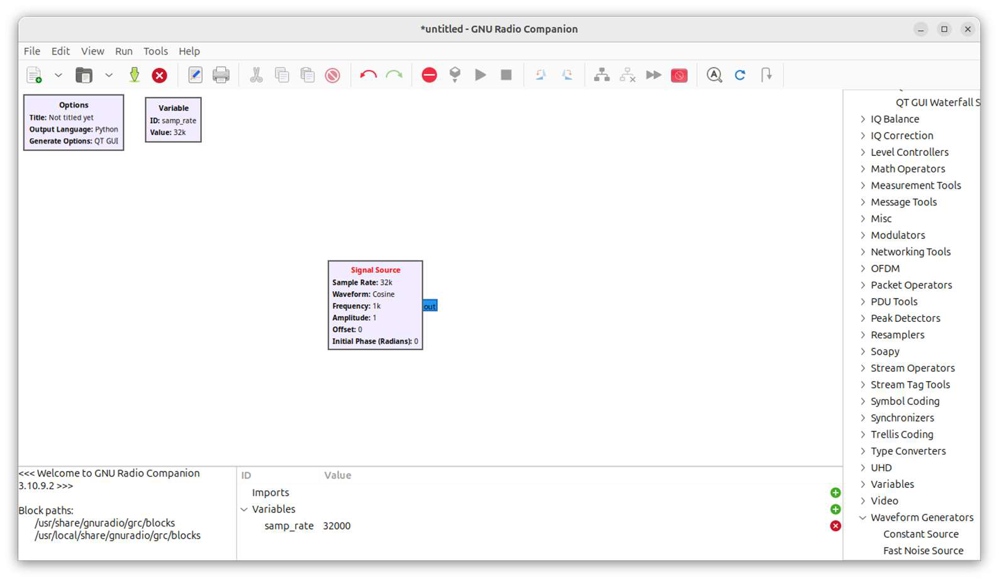 *untitled - GNU Radio Companion
File Edit View Run Tools Help
Options
Title: Not titled yet
Output Language: Python
Generate Options: QT GUI
Variable
ID: samp_rate
Value: 32k
Signal Source
Sample Rate: 32k
Waveform: Cosine
Frequency: 1k
Amplitude: 1
Offset: 0
Initial Phase (Radians): 0
out
QT GUI Waterfall S
IQ Balance
IQ Correction
Level Controllers
Math Operators
Measurement Tools
Message Tools
Misc
Modulators
Networking Tools
OFDM
Packet Operators
PDU Tools
Peak Detectors
Resamplers
Soapy
Stream Operators
Stream Tag Tools
Symbol Coding
Synchronizers
Trellis Coding
Type Converters
UHD
Variables
Video
Waveform Generators
Constant Source
Fast Noise Source
<<< Welcome to GNU Radio Companion
3.10.9.2 >>>
Block paths:
/usr/share/gnuradio/grc/blocks
/usr/local/share/gnuradio/grc/blocks
ID Value
Imports
Variables
samp_rate 32000